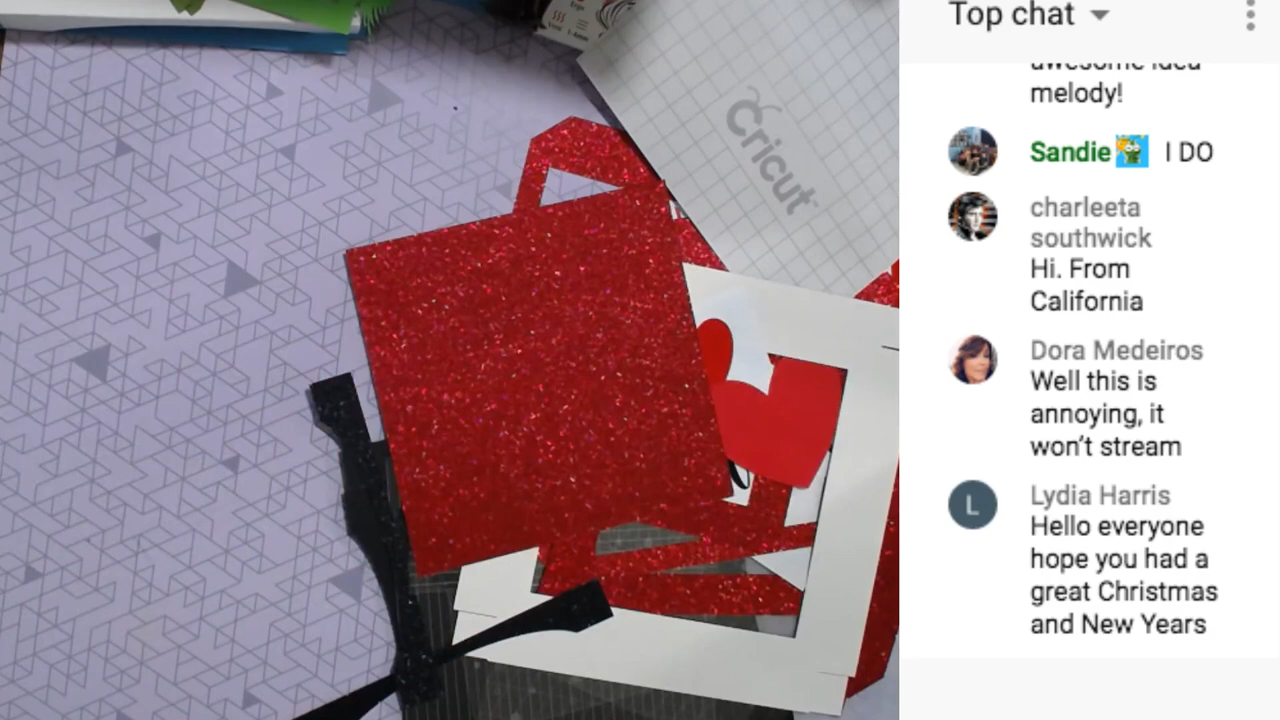 Cricut
Top chat
awesome idea
melody!
Sandie I DO
charleeta
southwick
Hi. From
California
Dora Medeiros
Well this is
annoying, it
won't stream
L
Lydia Harris
Hello everyone
hope you had a
great Christmas
and New Years